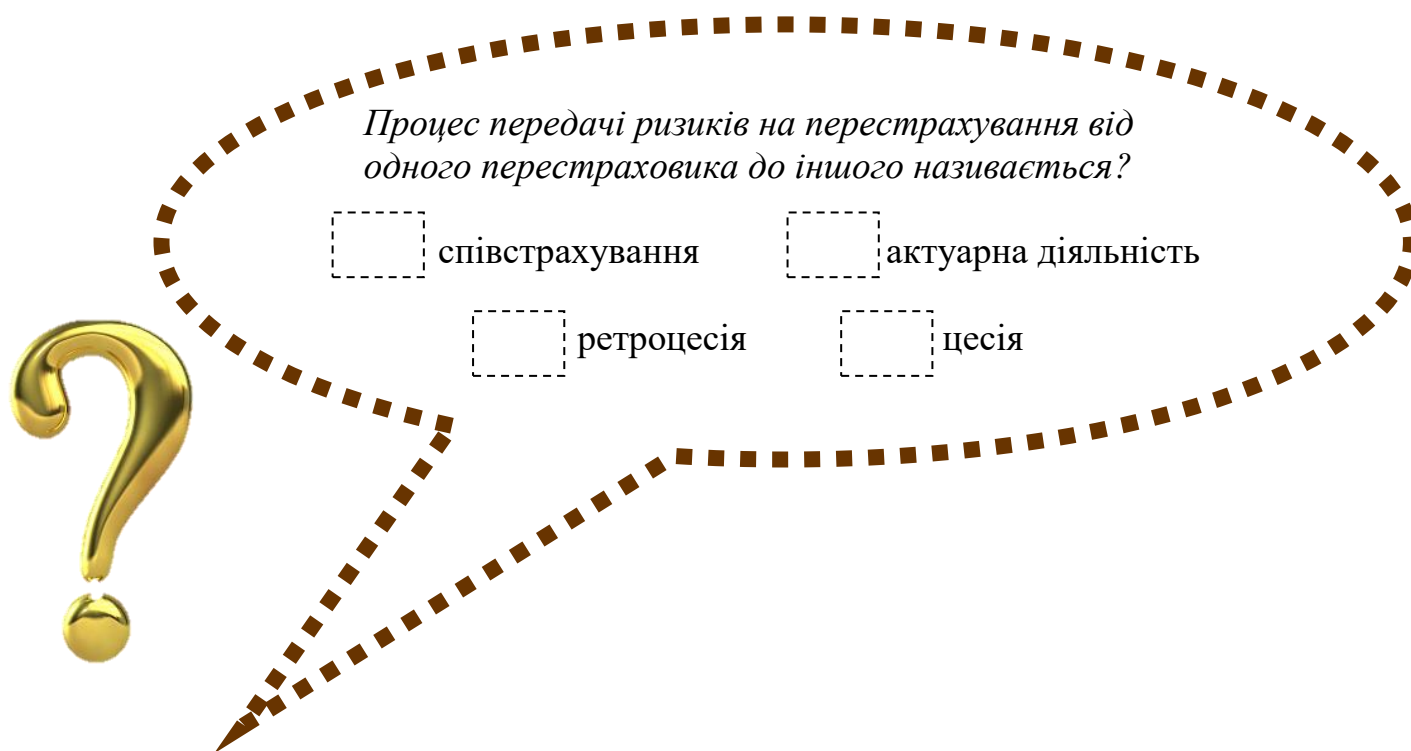 Процес передачі ризиків на перестрахування від
одного перестраховика до іншого називається?
співстрахування актуарна діяльність
ретроцесія цесія